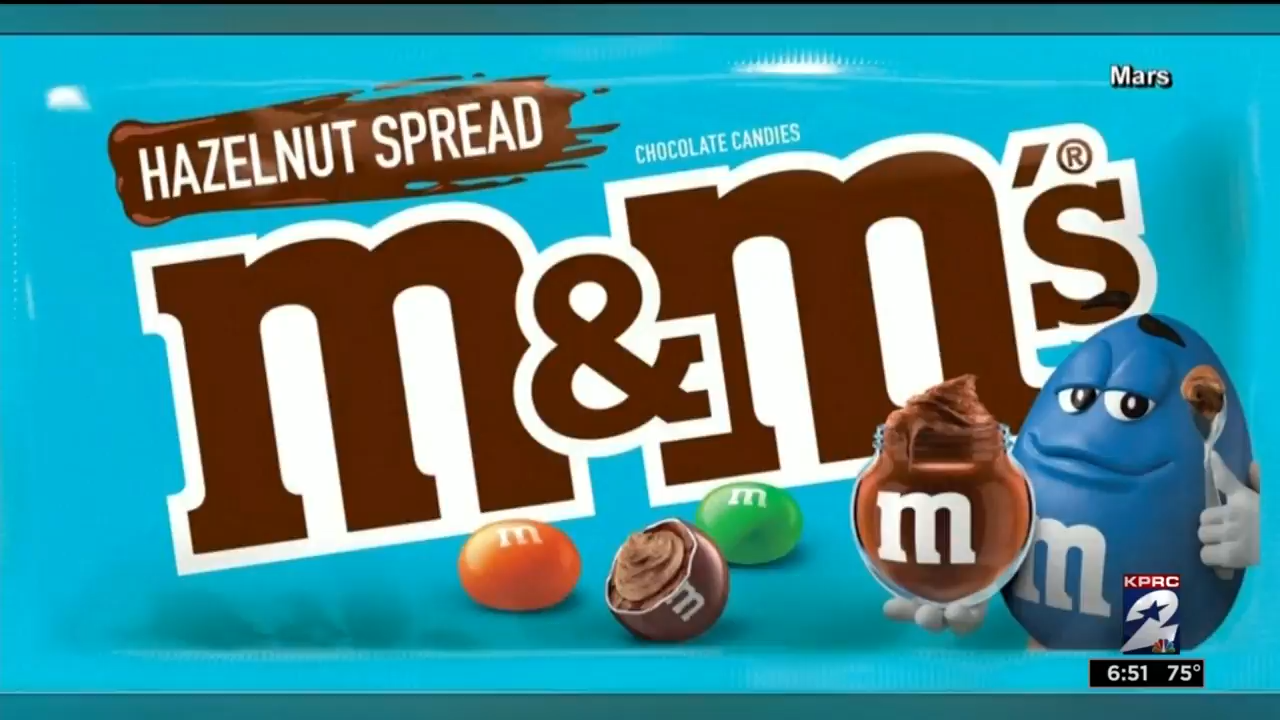 Mars
HAZELNUT SPREAD
CHOCOLATE CANDIES
m&m's®
m
m
m
m
m
KPRC
2
6:51 75°